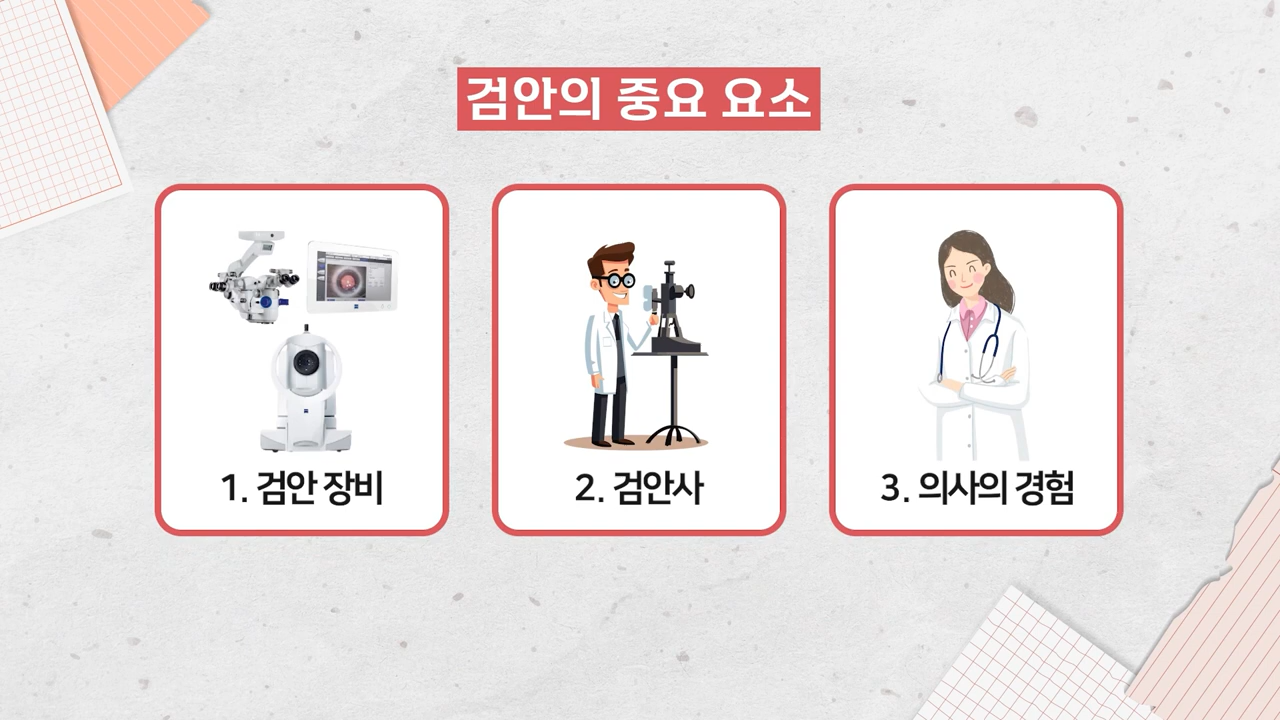 검안의 중요 요소
1. 검안 장비
2. 검안사
3. 의사의 경험